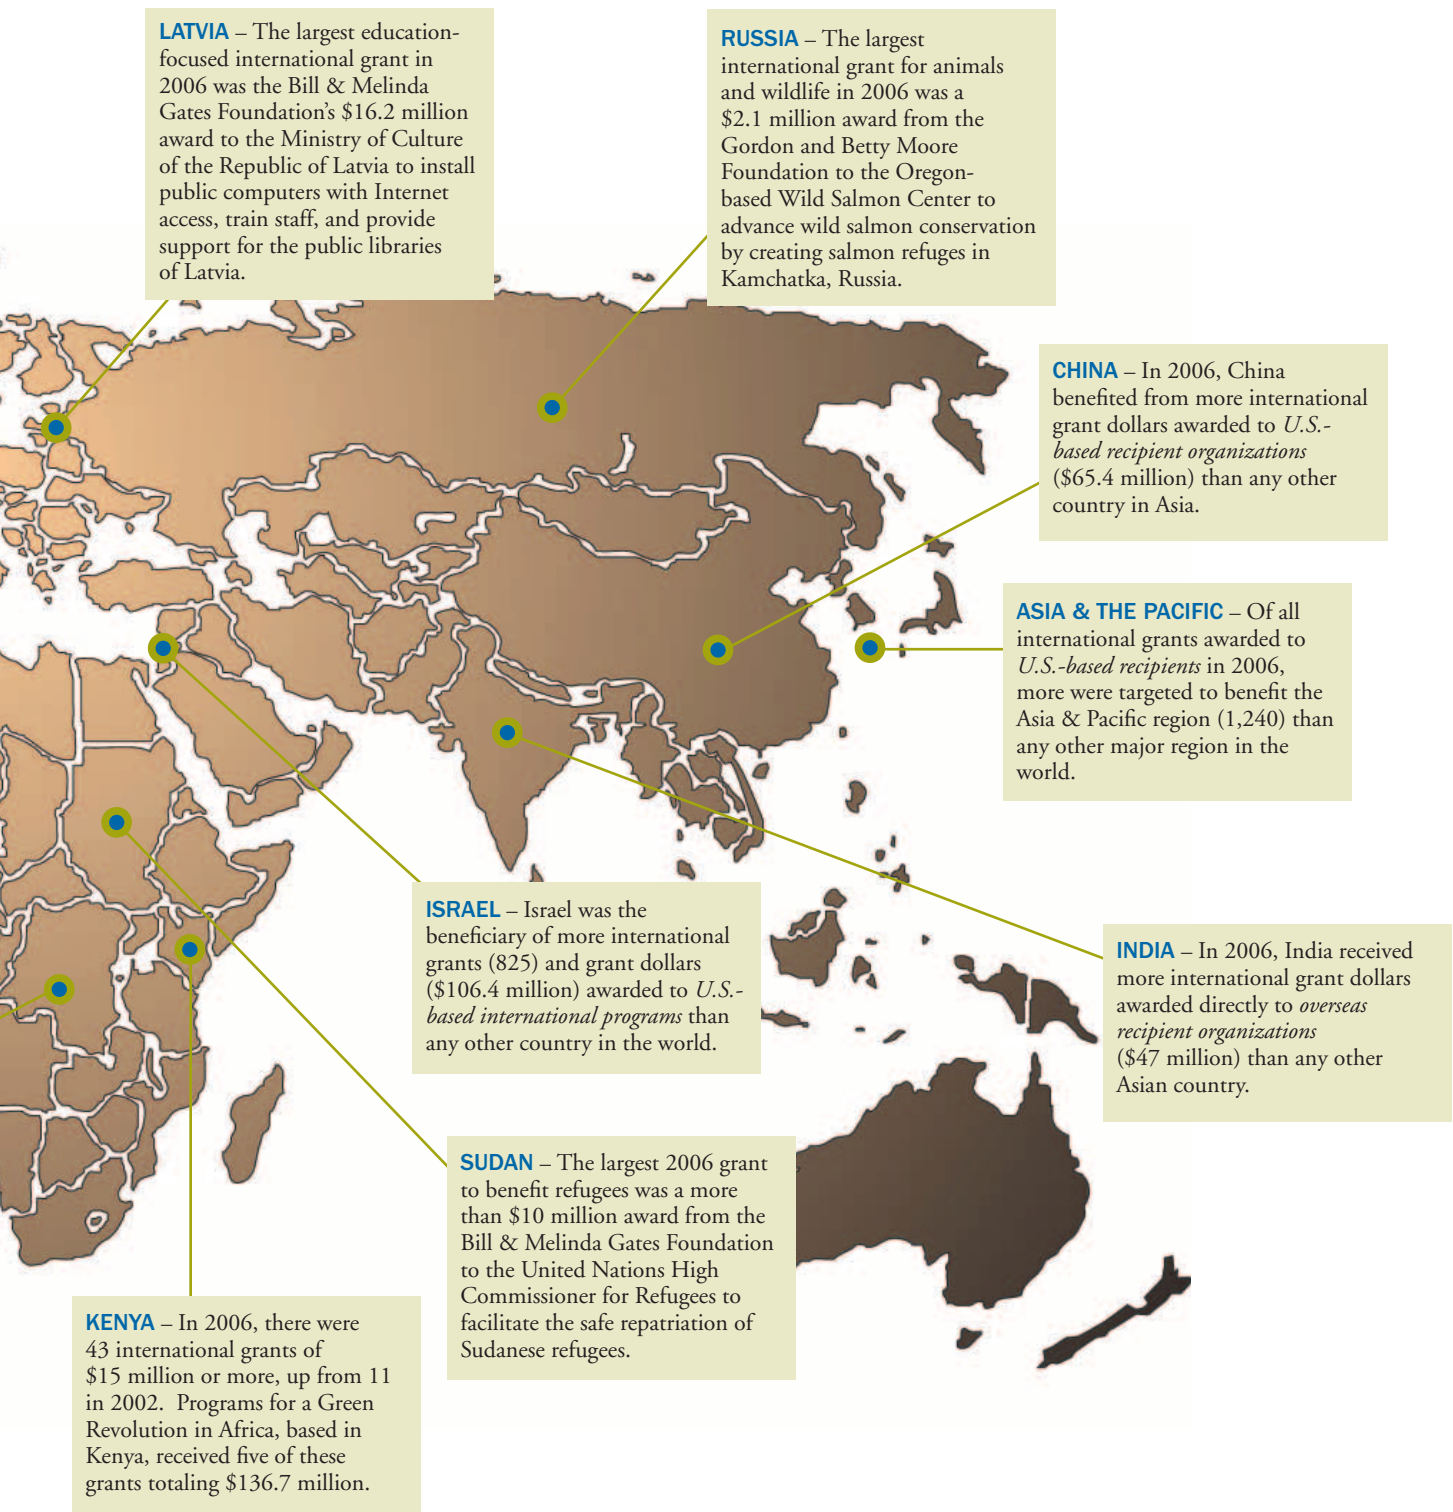 LATVIA – The largest education-
focused international grant in
2006 was the Bill & Melinda
Gates Foundation’s $16.2 million
award to the Ministry of Culture
of the Republic of Latvia to install
public computers with Internet
access, train staff, and provide
support for the public libraries
of Latvia.
RUSSIA – The largest
international grant for animals
and wildlife in 2006 was a
$2.1 million award from the
Gordon and Betty Moore
Foundation to the Oregon-
based Wild Salmon Center to
advance wild salmon conservation
by creating salmon refuges in
Kamchatka, Russia.
CHINA – In 2006, China
benefited from more international
grant dollars awarded to U.S.-
based recipient organizations
($65.4 million) than any other
country in Asia.
ASIA & THE PACIFIC – Of all
international grants awarded to
U.S.-based recipients in 2006,
more were targeted to benefit the
Asia & Pacific region (1,240) than
any other major region in the
world.
ISRAEL – Israel was the
beneficiary of more international
grants (825) and grant dollars
($106.4 million) awarded to U.S.-
based international programs than
any other country in the world.
INDIA – In 2006, India received
more international grant dollars
awarded directly to overseas
recipient organizations
($47 million) than any other
Asian country.
SUDAN – The largest 2006 grant
to benefit refugees was a more
than $10 million award from the
Bill & Melinda Gates Foundation
to the United Nations High
Commissioner for Refugees to
facilitate the safe repatriation of
Sudanese refugees.
KENYA – In 2006, there were
43 international grants of
$15 million or more, up from 11
in 2002.  Programs for a Green
Revolution in Africa, based in
Kenya, received five of these
grants totaling $136.7 million.